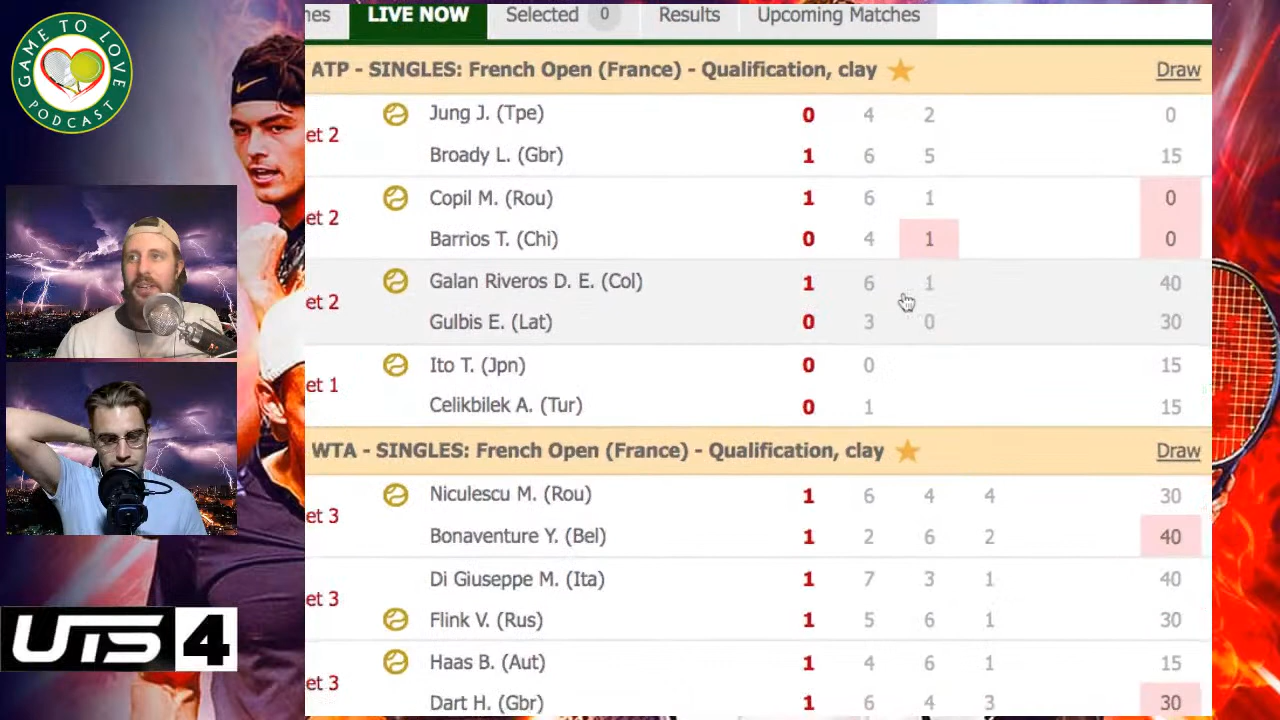 GAME TO LOVE
PODCAST
LIVE NOW Selected 0 Results Upcoming Matches
ATP - SINGLES: French Open (France) - Qualification, clay Draw
et 2
Jung J. (Tpe) 0 4 2 0
Broady L. (Gbr) 1 6 5 15
et 2
Copil M. (Rou) 1 6 1 0
Barrios T. (Chi) 0 4 1 0
et 2
Galan Riveros D. E. (Col) 1 6 1 40
Gulbis E. (Lat) 0 3 0 30
et 1
Ito T. (Jpn) 0 0 15
Celikbilek A. (Tur) 0 1 15
WTA - SINGLES: French Open (France) - Qualification, clay Draw
et 3
Niculescu M. (Rou) 1 6 4 4 30
Bonaventure Y. (Bel) 1 2 6 2 40
et 3
Di Giuseppe M. (Ita) 1 7 3 1 40
Flink V. (Rus) 1 5 6 1 30
et 3
Haas B. (Aut) 1 4 6 1 15
Dart H. (Gbr) 1 6 4 3 30
UTS 4